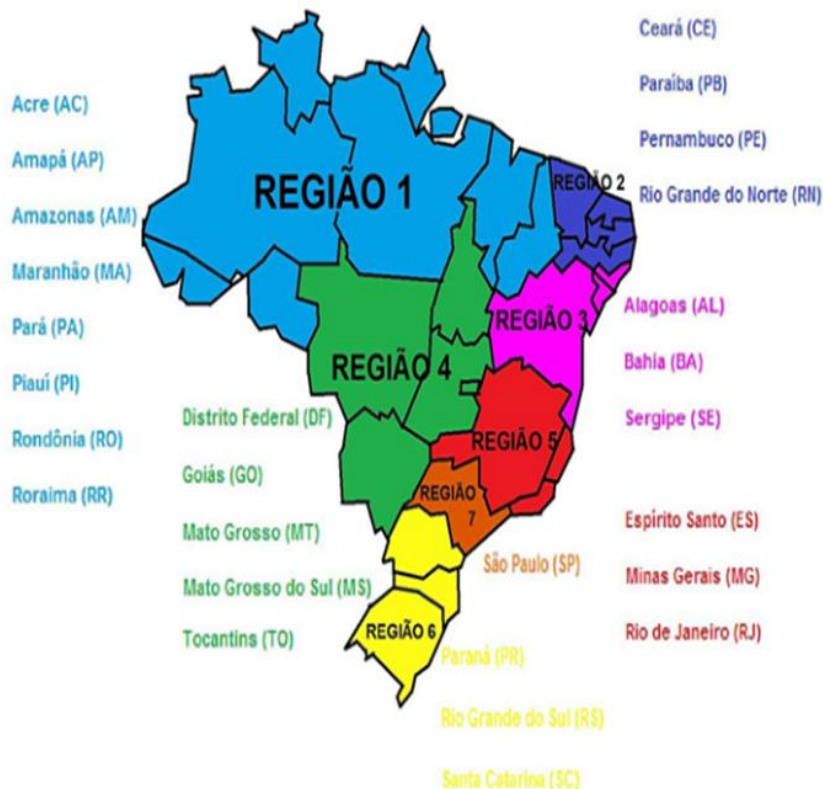 Ceará (CE)
Paraíba (PB)
Pernambuco (PE)
Rio Grande do Norte (RN)
Acre (AC)
Amapá (AP)
Amazonas (AM)
Maranhão (MA)
Pará (PA)
Piauí (PI)
Rondônia (RO)
Roraima (RR)
REGIÃO 1
REGIÃO 2
REGIÃO 3
Alagoas (AL)
Bahia (BA)
Sergipe (SE)
REGIÃO 4
Distrito Federal (DF)
Goiás (GO)
Mato Grosso (MT)
Mato Grosso do Sul (MS)
Tocantins (TO)
REGIÃO 5
Espírito Santo (ES)
Minas Gerais (MG)
Rio de Janeiro (RJ)
REGIÃO
7
São Paulo (SP)
REGIÃO 6
Paraná (PR)
Rio Grande do Sul (RS)
Santa Catarina (SC)